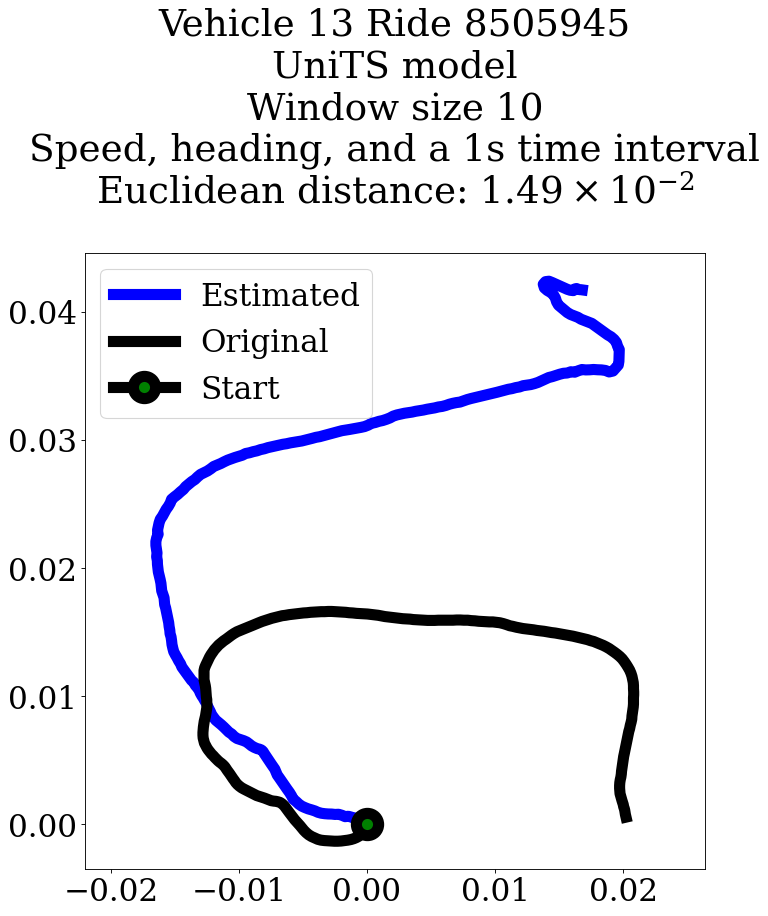 Vehicle 13 Ride 8505945
UniTS model
Window size 10
Speed, heading, and a 1s time interval
Euclidean distance: 1.49 × 10⁻²
Estimated
Original
Start
0.04
0.03
0.02
0.01
0.00
−0.02 −0.01 0.00 0.01 0.02